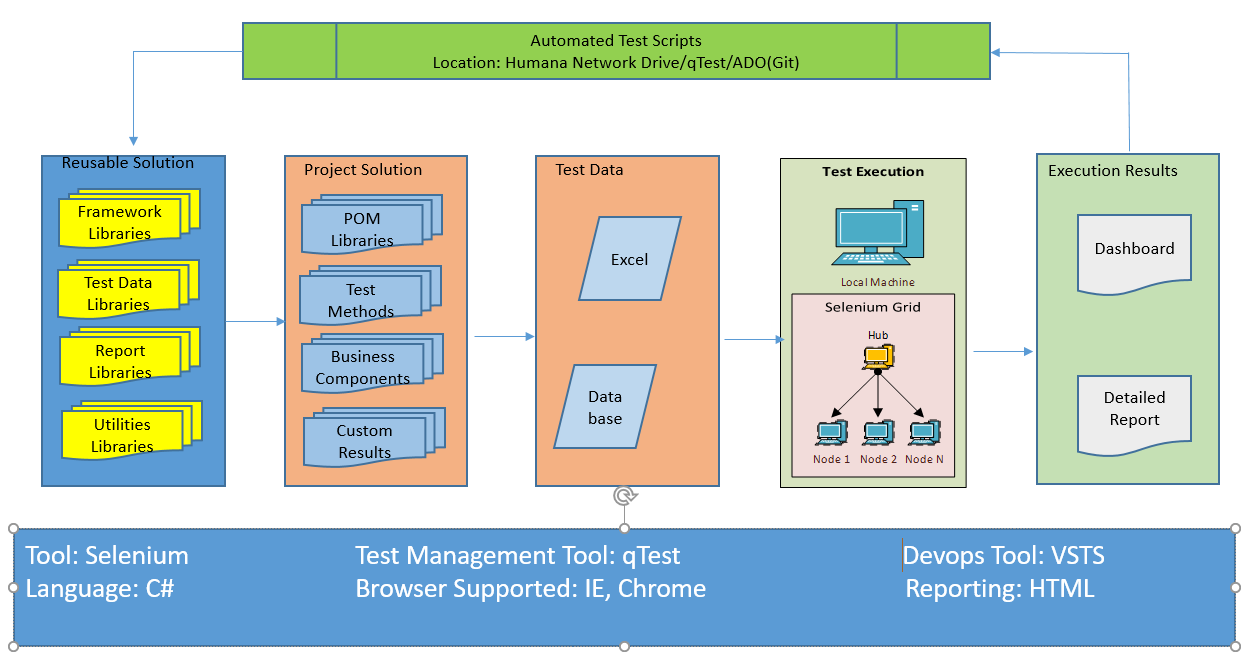 Automated Test Scripts
Location: Humana Network Drive/qTest/ADO(Git)
Reusable Solution
Framework
Libraries
Test Data
Libraries
Report
Libraries
Utilities
Libraries
Project Solution
POM
Libraries
Test
Methods
Business
Components
Custom
Results
Test Data
Excel
Data
base
Test Execution
Local Machine
Selenium Grid
Hub
Node 1
Node 2
Node N
Execution Results
Dashboard
Detailed
Report
Tool: Selenium
Language: C#
Test Management Tool: qTest
Browser Supported: IE, Chrome
Devops Tool: VSTS
Reporting: HTML